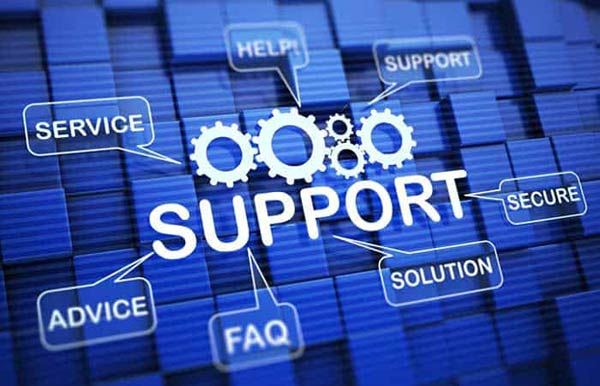 HELP!
SUPPORT
SERVICE
SUPPORT
SECURE
SOLUTION
ADVICE
FAQ